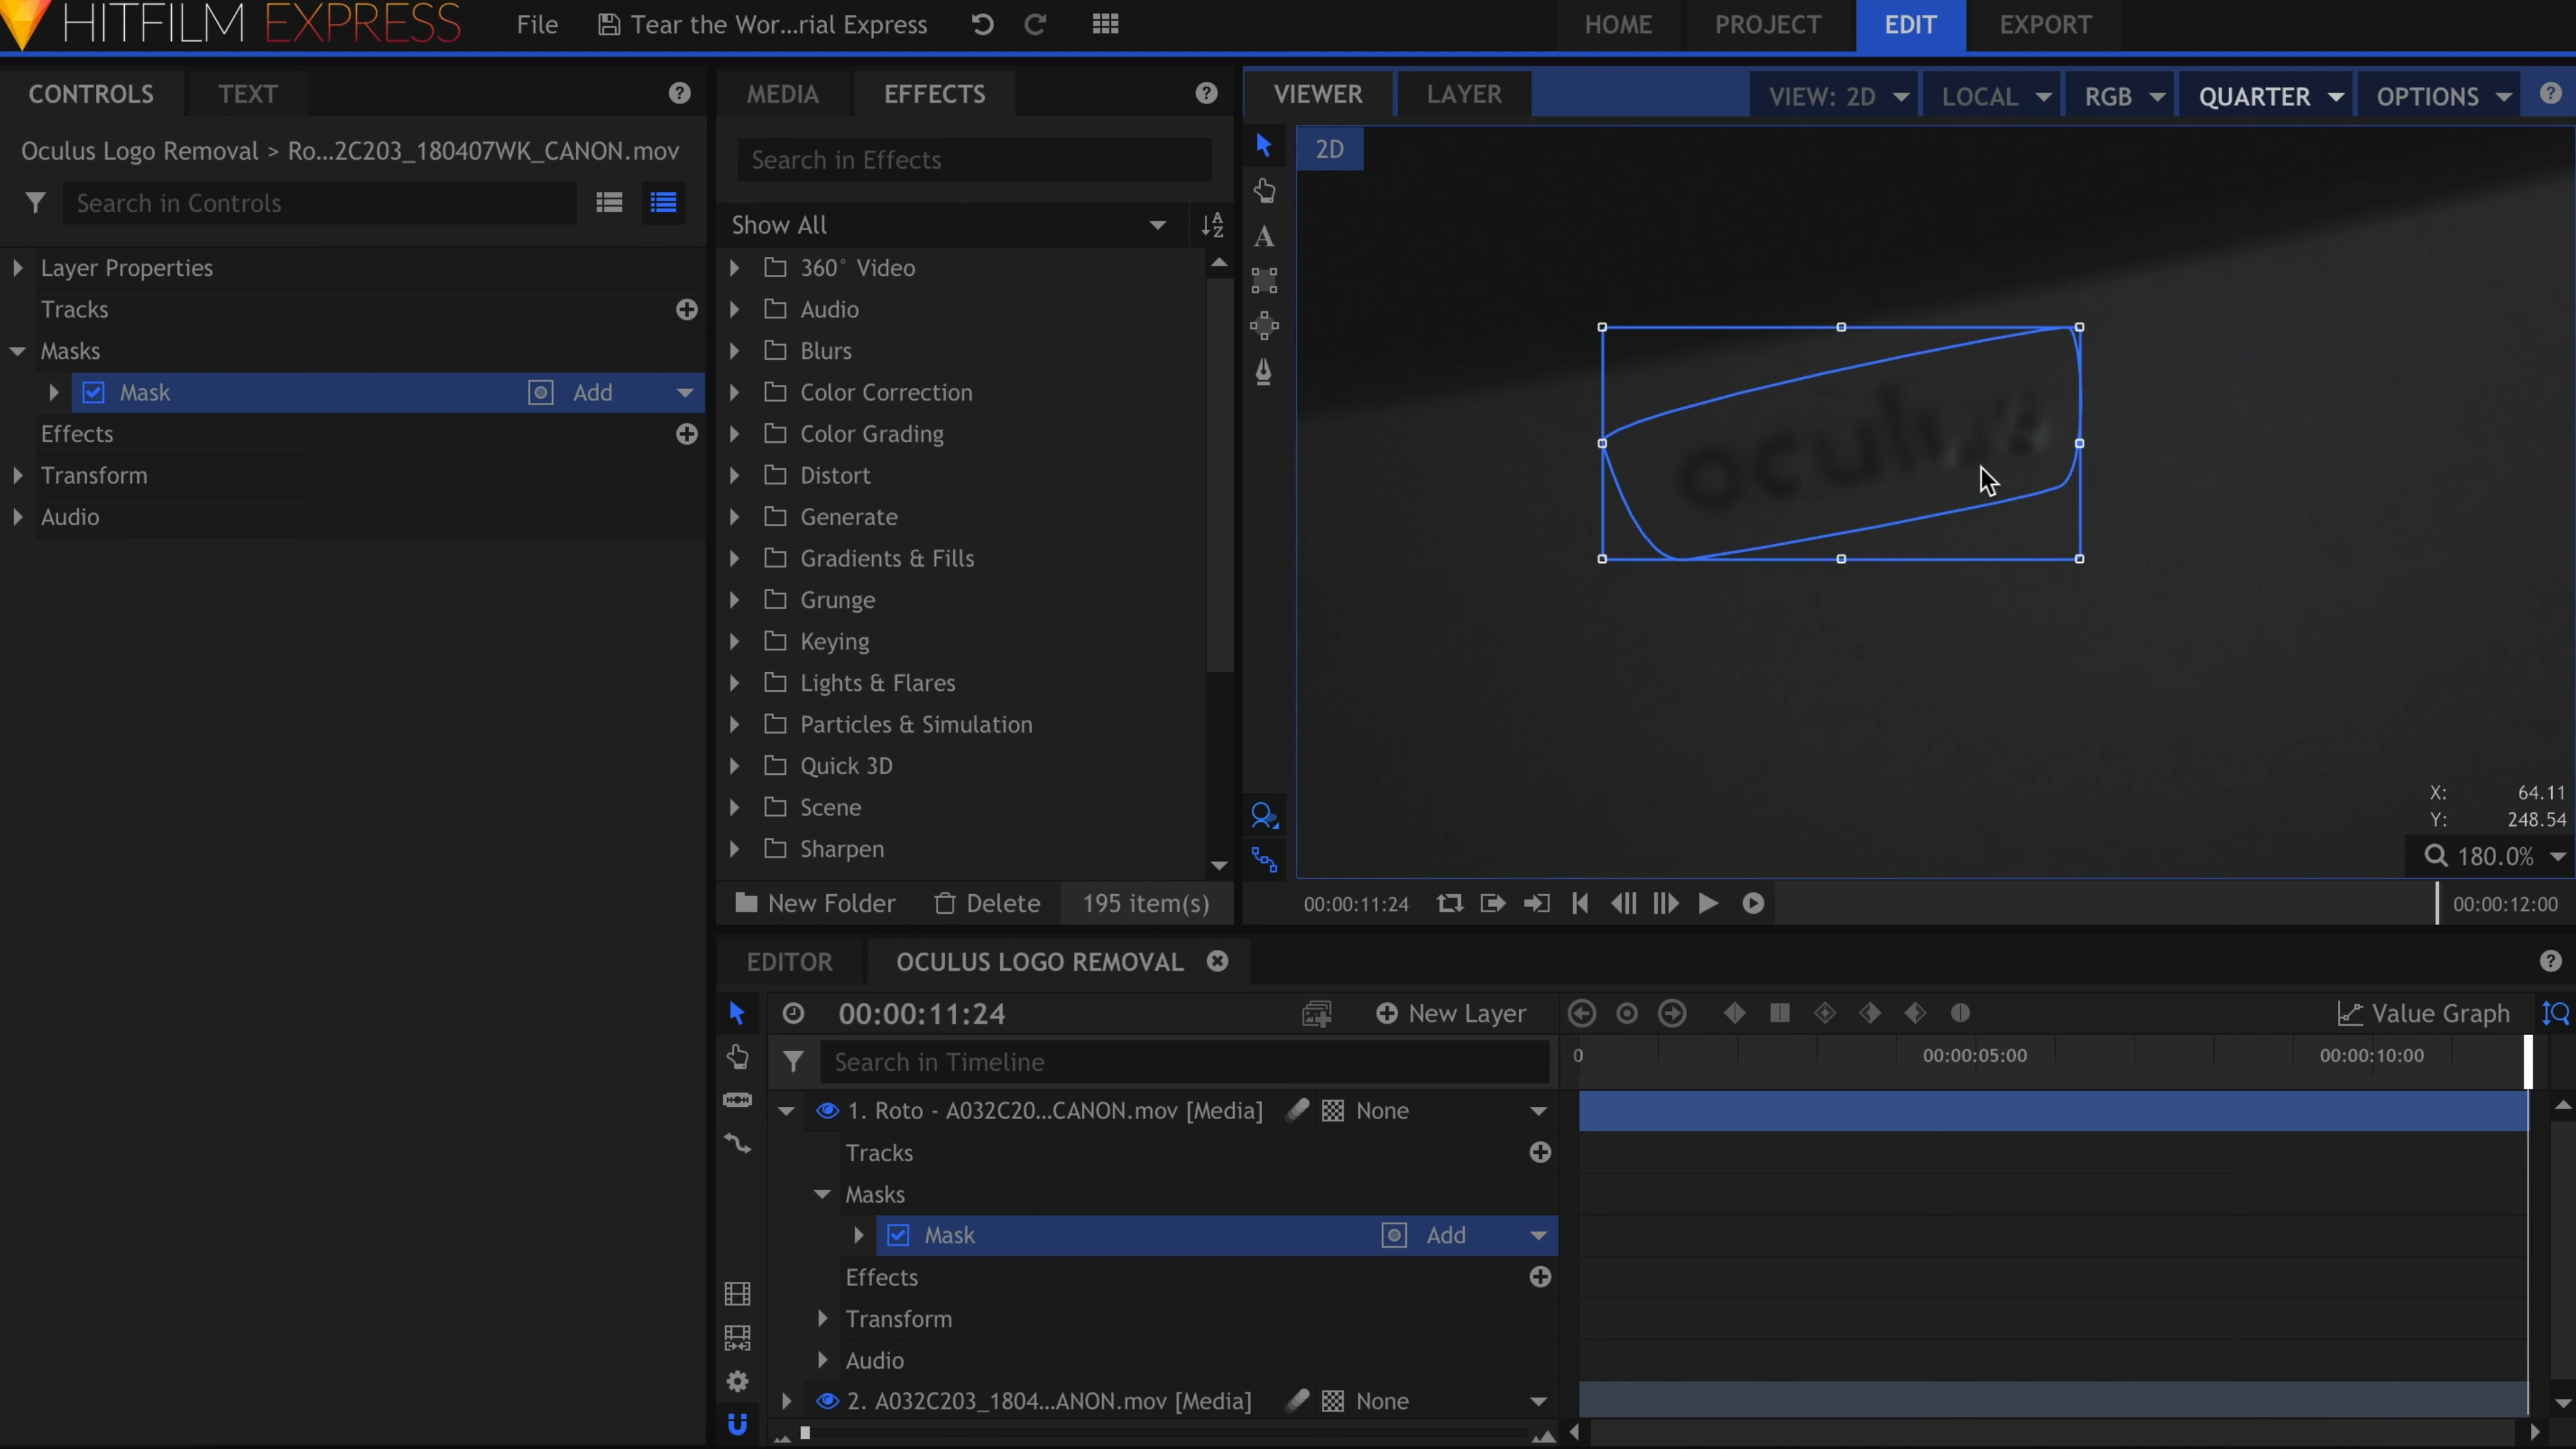 HITFILM EXPRESS
File
Tear the Wor...rial Express
HOME
PROJECT
EDIT
EXPORT
CONTROLS
TEXT
Oculus Logo Removal > Ro...2C203_180407WK_CANON.mov
Search in Controls
Layer Properties
Tracks
Masks
Mask
Add
Effects
Transform
Audio
MEDIA
EFFECTS
Search in Effects
Show All
360° Video
Audio
Blurs
Color Correction
Color Grading
Distort
Generate
Gradients & Fills
Grunge
Keying
Lights & Flares
Particles & Simulation
Quick 3D
Scene
Sharpen
New Folder
Delete
195 item(s)
VIEWER
LAYER
VIEW: 2D
LOCAL
RGB
QUARTER
OPTIONS
2D
oculus
X: 64.11
Y: 248.54
180.0%
00:00:11:24
00:00:12:00
EDITOR
OCULUS LOGO REMOVAL
00:00:11:24
New Layer
Value Graph
Search in Timeline
0
00:00:05:00
00:00:10:00
1. Roto - A032C20...CANON.mov [Media]
None
Tracks
Masks
Mask
Add
Effects
Transform
Audio
2. A032C203_1804...ANON.mov [Media]
None